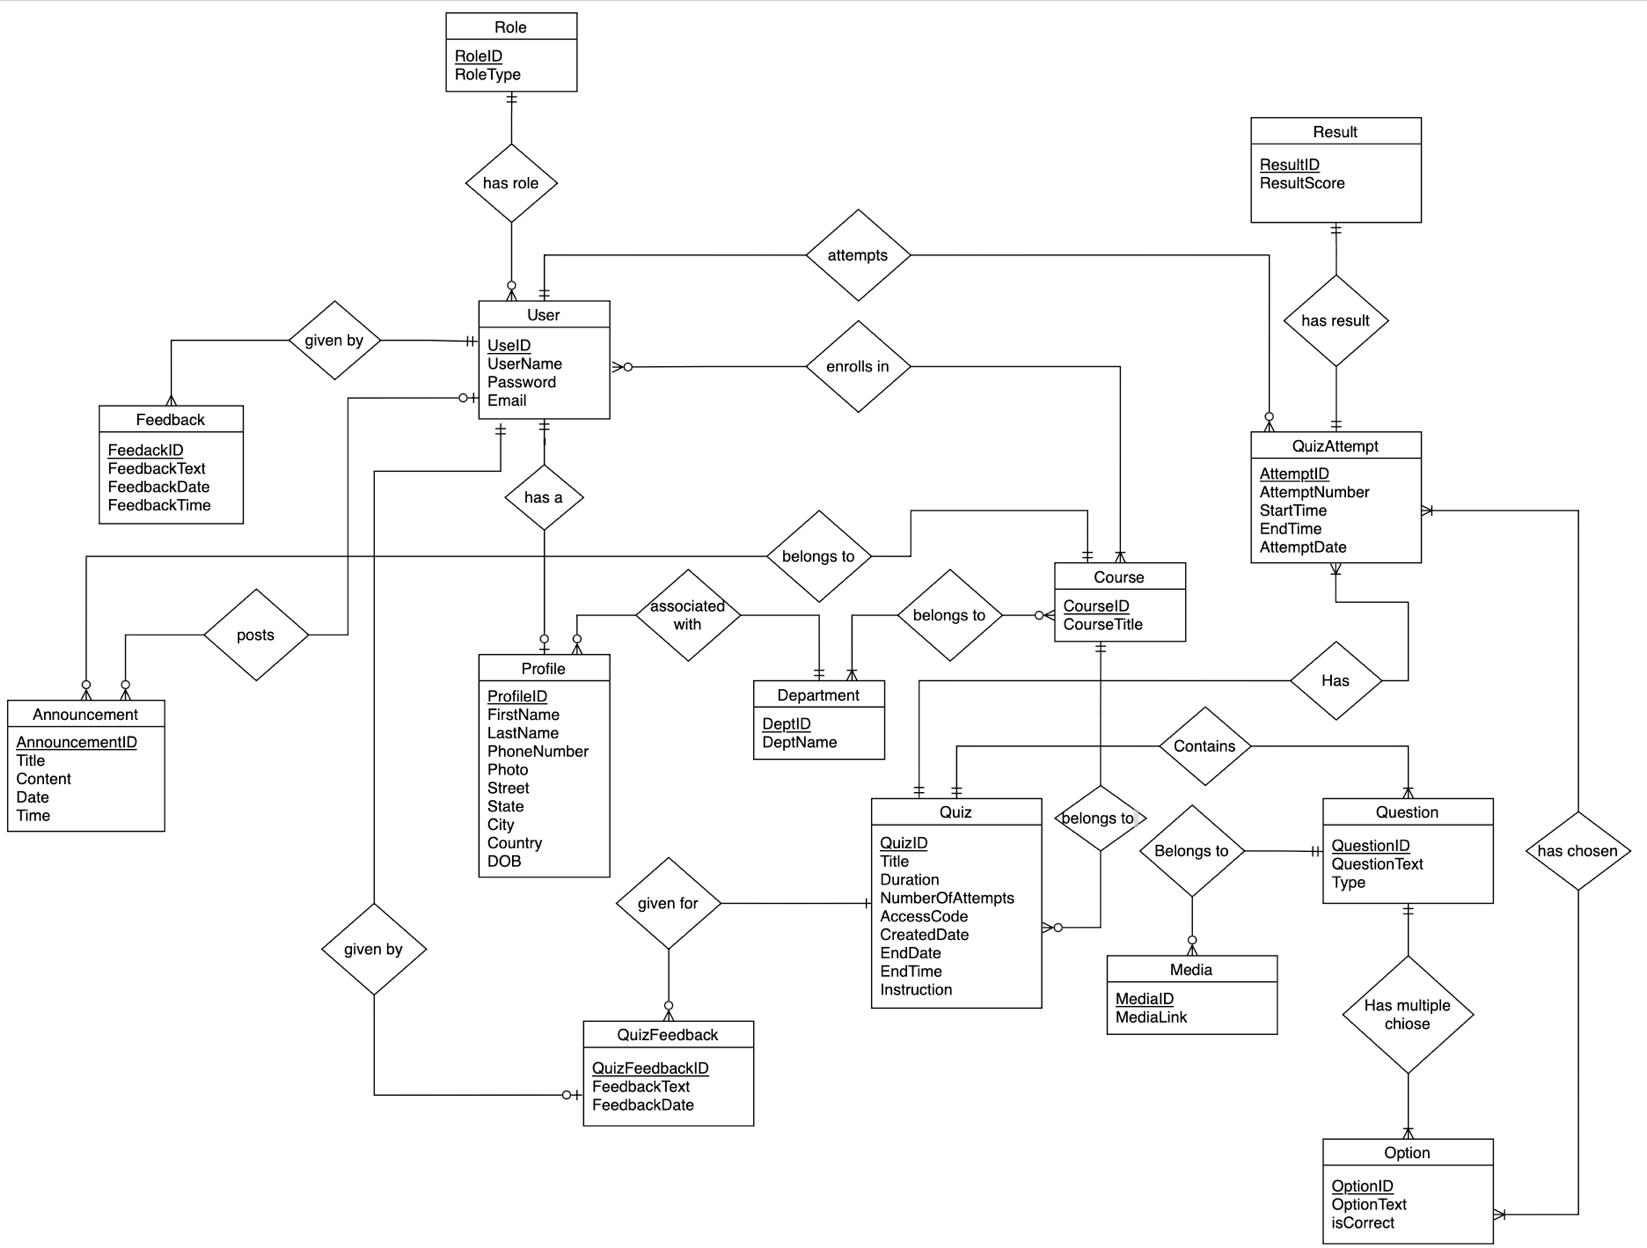 Role
RoleID
RoleType
has role
Result
ResultID
ResultScore
has result
attempts
enrolls in
User
UseID
UserName
Password
Email
given by
Feedback
FeedackID
FeedbackText
FeedbackDate
FeedbackTime
has a
QuizAttempt
AttemptID
AttemptNumber
StartTime
EndTime
AttemptDate
belongs to
Course
CourseID
CourseTitle
associated
with
belongs to
posts
Profile
ProfileID
FirstName
LastName
PhoneNumber
Photo
Street
State
City
Country
DOB
Department
DeptID
DeptName
Has
Announcement
AnnouncementID
Title
Content
Date
Time
Contains
Quiz
QuizID
Title
Duration
NumberOfAttempts
AccessCode
CreatedDate
EndDate
EndTime
Instruction
belongs to
Belongs to
Question
QuestionID
QuestionText
Type
has chosen
given for
given by
Media
MediaID
MediaLink
Has multiple
chiose
QuizFeedback
QuizFeedbackID
FeedbackText
FeedbackDate
Option
OptionID
OptionText
isCorrect